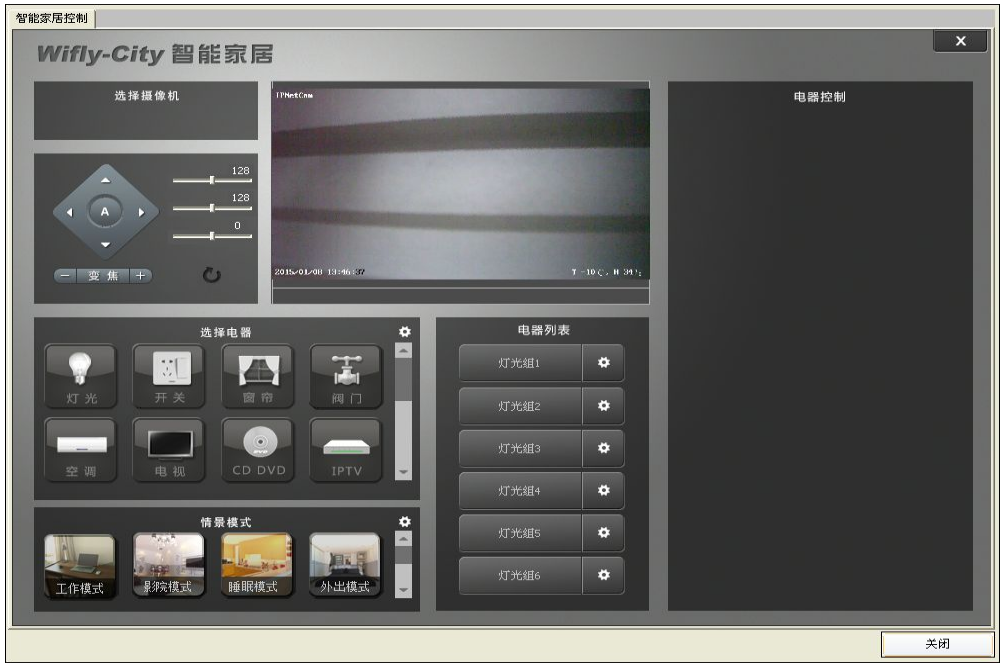 智能家居控制
Wifly-City 智能家居
选择摄像机
IPNetCam
电器控制
128
128
A
0
变 焦
2015/01/08 13:46:37
选择电器
灯 光
开 关
窗 帘
阀 门
空 调
电 视
CD DVD
IPTV
电器列表
灯光组1
灯光组2
灯光组3
灯光组4
灯光组5
灯光组6
情景模式
工作模式
影院模式
睡眠模式
外出模式
关闭